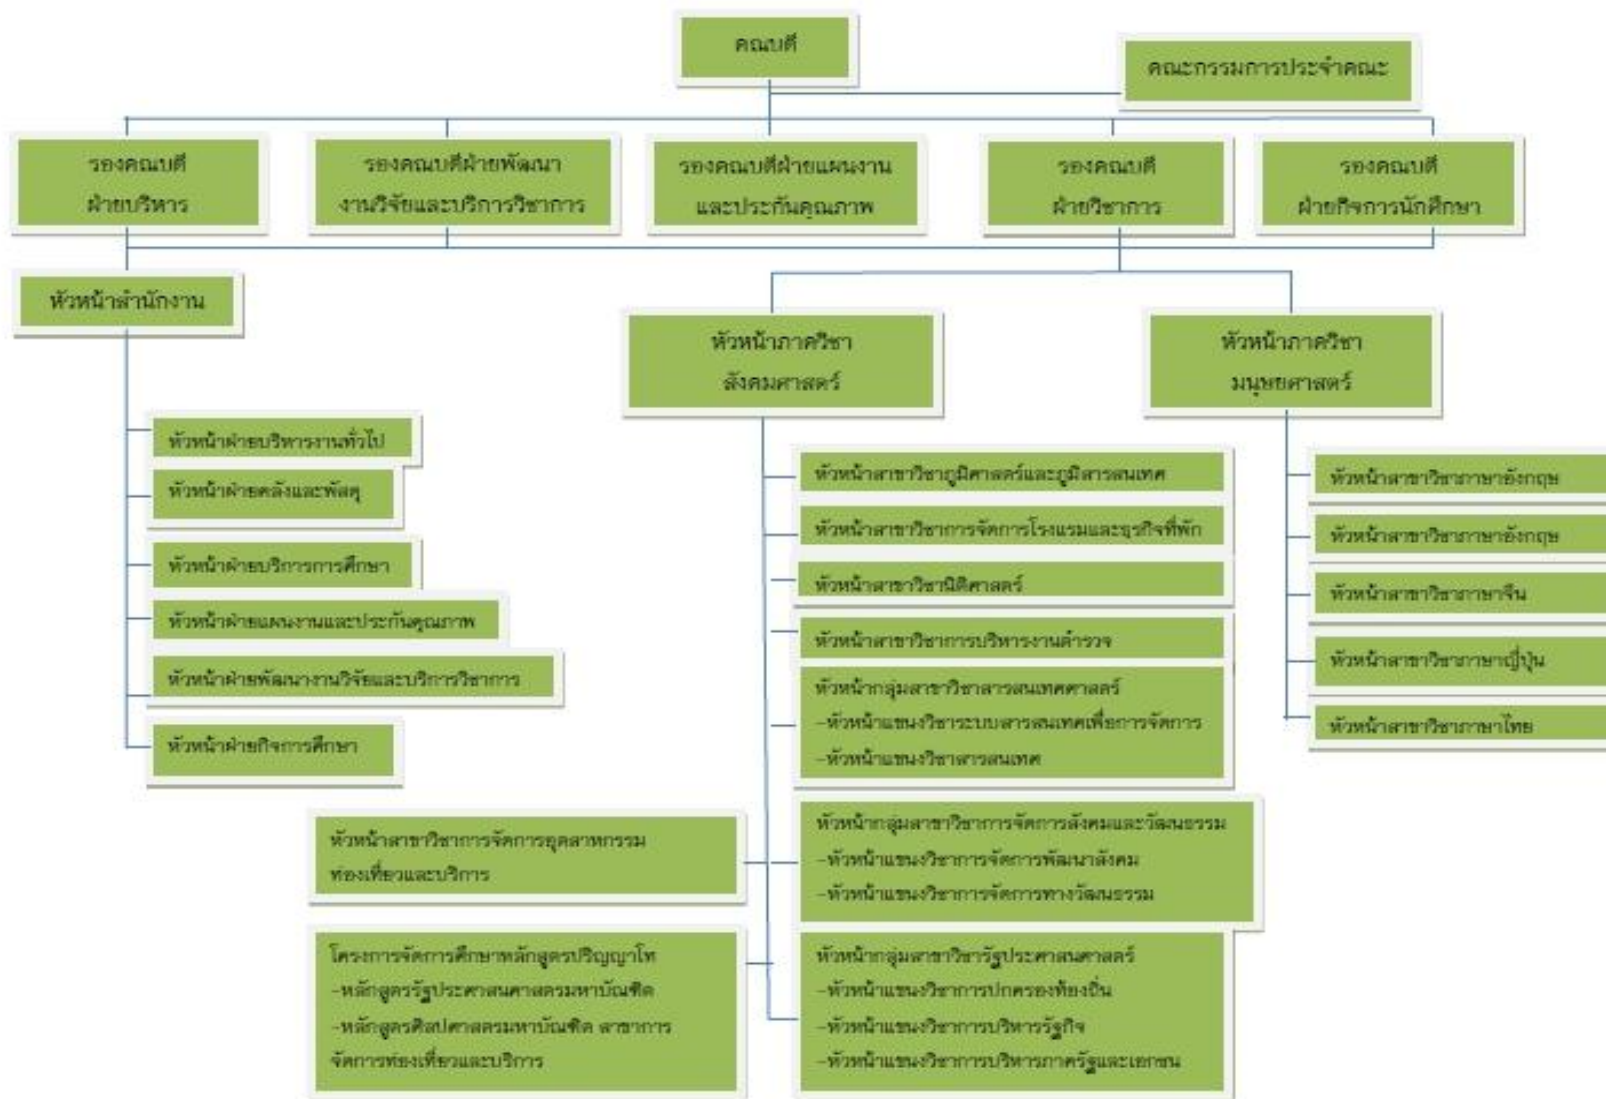 คณบดี
คณะกรรมการประจำคณะ
รองคณบดี
ฝ่ายบริหาร
รองคณบดีฝ่ายพัฒนา
งานวิจัยและบริการวิชาการ
รองคณบดีฝ่ายแผนงาน
และประกันคุณภาพ
รองคณบดี
ฝ่ายวิชาการ
รองคณบดี
ฝ่ายกิจการนักศึกษา
หัวหน้าสำนักงาน
หัวหน้าภาควิชา
สังคมศาสตร์
หัวหน้าภาควิชา
มนุษยศาสตร์
หัวหน้าฝ่ายบริหารงานทั่วไป
หัวหน้าฝ่ายคลังและพัสดุ
หัวหน้าฝ่ายบริการการศึกษา
หัวหน้าฝ่ายแผนงานและประกันคุณภาพ
หัวหน้าฝ่ายพัฒนางานวิจัยและบริการวิชาการ
หัวหน้าฝ่ายกิจการศึกษา
หัวหน้าสาขาวิชาภูมิศาสตร์และภูมิสารสนเทศ
หัวหน้าสาขาวิชาการจัดการโรงแรมและธุรกิจที่พัก
หัวหน้าสาขาวิชานิติศาสตร์
หัวหน้าสาขาวิชาการบริหารงานตำรวจ
หัวหน้ากลุ่มสาขาวิชาสารสนเทศศาสตร์
-หัวหน้าแขนงวิชาระบบสารสนเทศเพื่อการจัดการ
-หัวหน้าแขนงวิชาสารสนเทศ
หัวหน้ากลุ่มสาขาวิชาการจัดการสังคมและวัฒนธรรม
-หัวหน้าแขนงวิชาการจัดการพัฒนาสังคม
-หัวหน้าแขนงวิชาการจัดการทางวัฒนธรรม
หัวหน้ากลุ่มสาขาวิชารัฐประศาสนศาสตร์
-หัวหน้าแขนงวิชาการปกครองท้องถิ่น
-หัวหน้าแขนงวิชาการบริหารรัฐกิจ
-หัวหน้าแขนงวิชาการบริหารภาครัฐและเอกชน
หัวหน้าสาขาวิชาการจัดการอุตสาหกรรม
ท่องเที่ยวและบริการ
โครงการจัดการศึกษาหลักสูตรปริญญาโท
-หลักสูตรรัฐประศาสนศาสตรมหาบัณฑิต
-หลักสูตรศิลปศาสตรมหาบัณฑิต สาขาการ
จัดการท่องเที่ยวและบริการ
หัวหน้าสาขาวิชาภาษาอังกฤษ
หัวหน้าสาขาวิชาภาษาอังกฤษ
หัวหน้าสาขาวิชาภาษาจีน
หัวหน้าสาขาวิชาภาษาญี่ปุ่น
หัวหน้าสาขาวิชาภาษาไทย